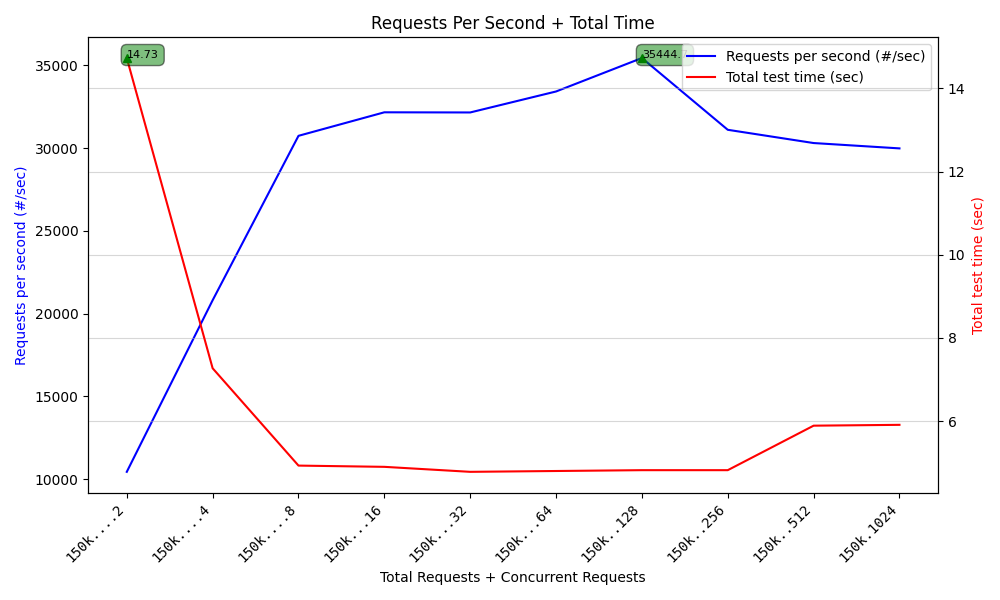 Requests Per Second + Total Time
14.73
35444.
Requests per second (#/sec)
Total test time (sec)
35000
30000
25000
20000
15000
10000
Requests per second (#/sec)
14
12
10
8
6
Total test time (sec)
150k....2
150k....4
150k....8
150k...16
150k...32
150k...64
150k..128
150k..256
150k..512
150k.1024
Total Requests + Concurrent Requests